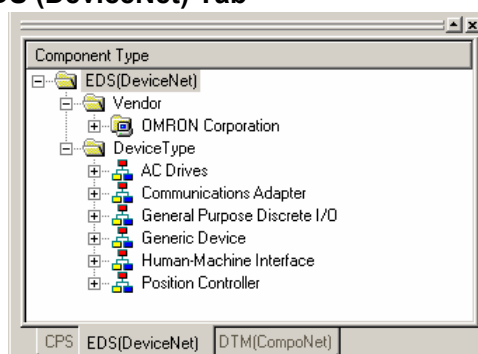 (DeviceNet) Tab
Component Type
EDS(DeviceNet)
Vendor
OMRON Corporation
DeviceType
AC Drives
Communications Adapter
General Purpose Discrete I/O
Generic Device
Human-Machine Interface
Position Controller
CPS EDS(DeviceNet) DTM(CompoNet)